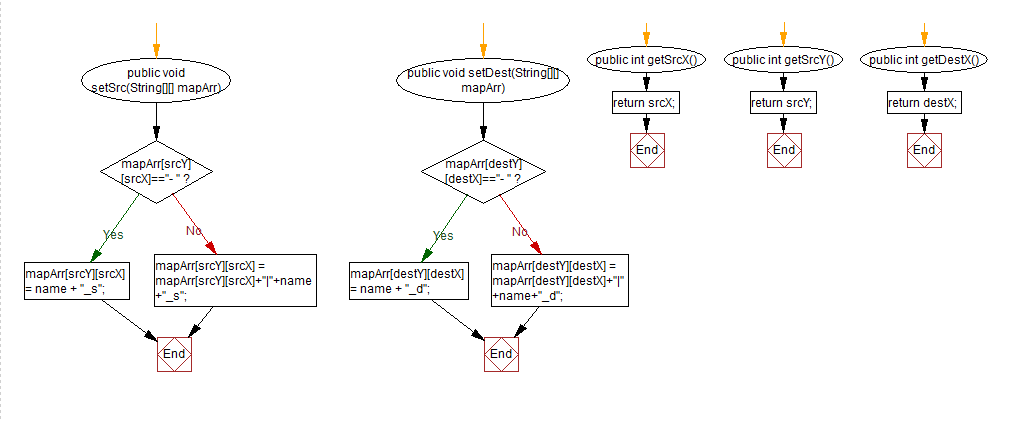 public void
setSrc(String[][] mapArr)
mapArr[srcY]
[srcX]=="- " ?
Yes
No
mapArr[srcY][srcX]
= name + "_s";
mapArr[srcY][srcX] =
mapArr[srcY][srcX]+"|"+name
+"_s";
End
public void setDest(String[][]
mapArr)
mapArr[destY]
[destX]=="- " ?
Yes
No
mapArr[destY][destX]
= name + "_d";
mapArr[destY][destX] =
mapArr[destY][destX]+"|"
+name+"_d";
End
public int getSrcX()
return srcX;
End
public int getSrcY()
return srcY;
End
public int getDestX()
return destX;
End